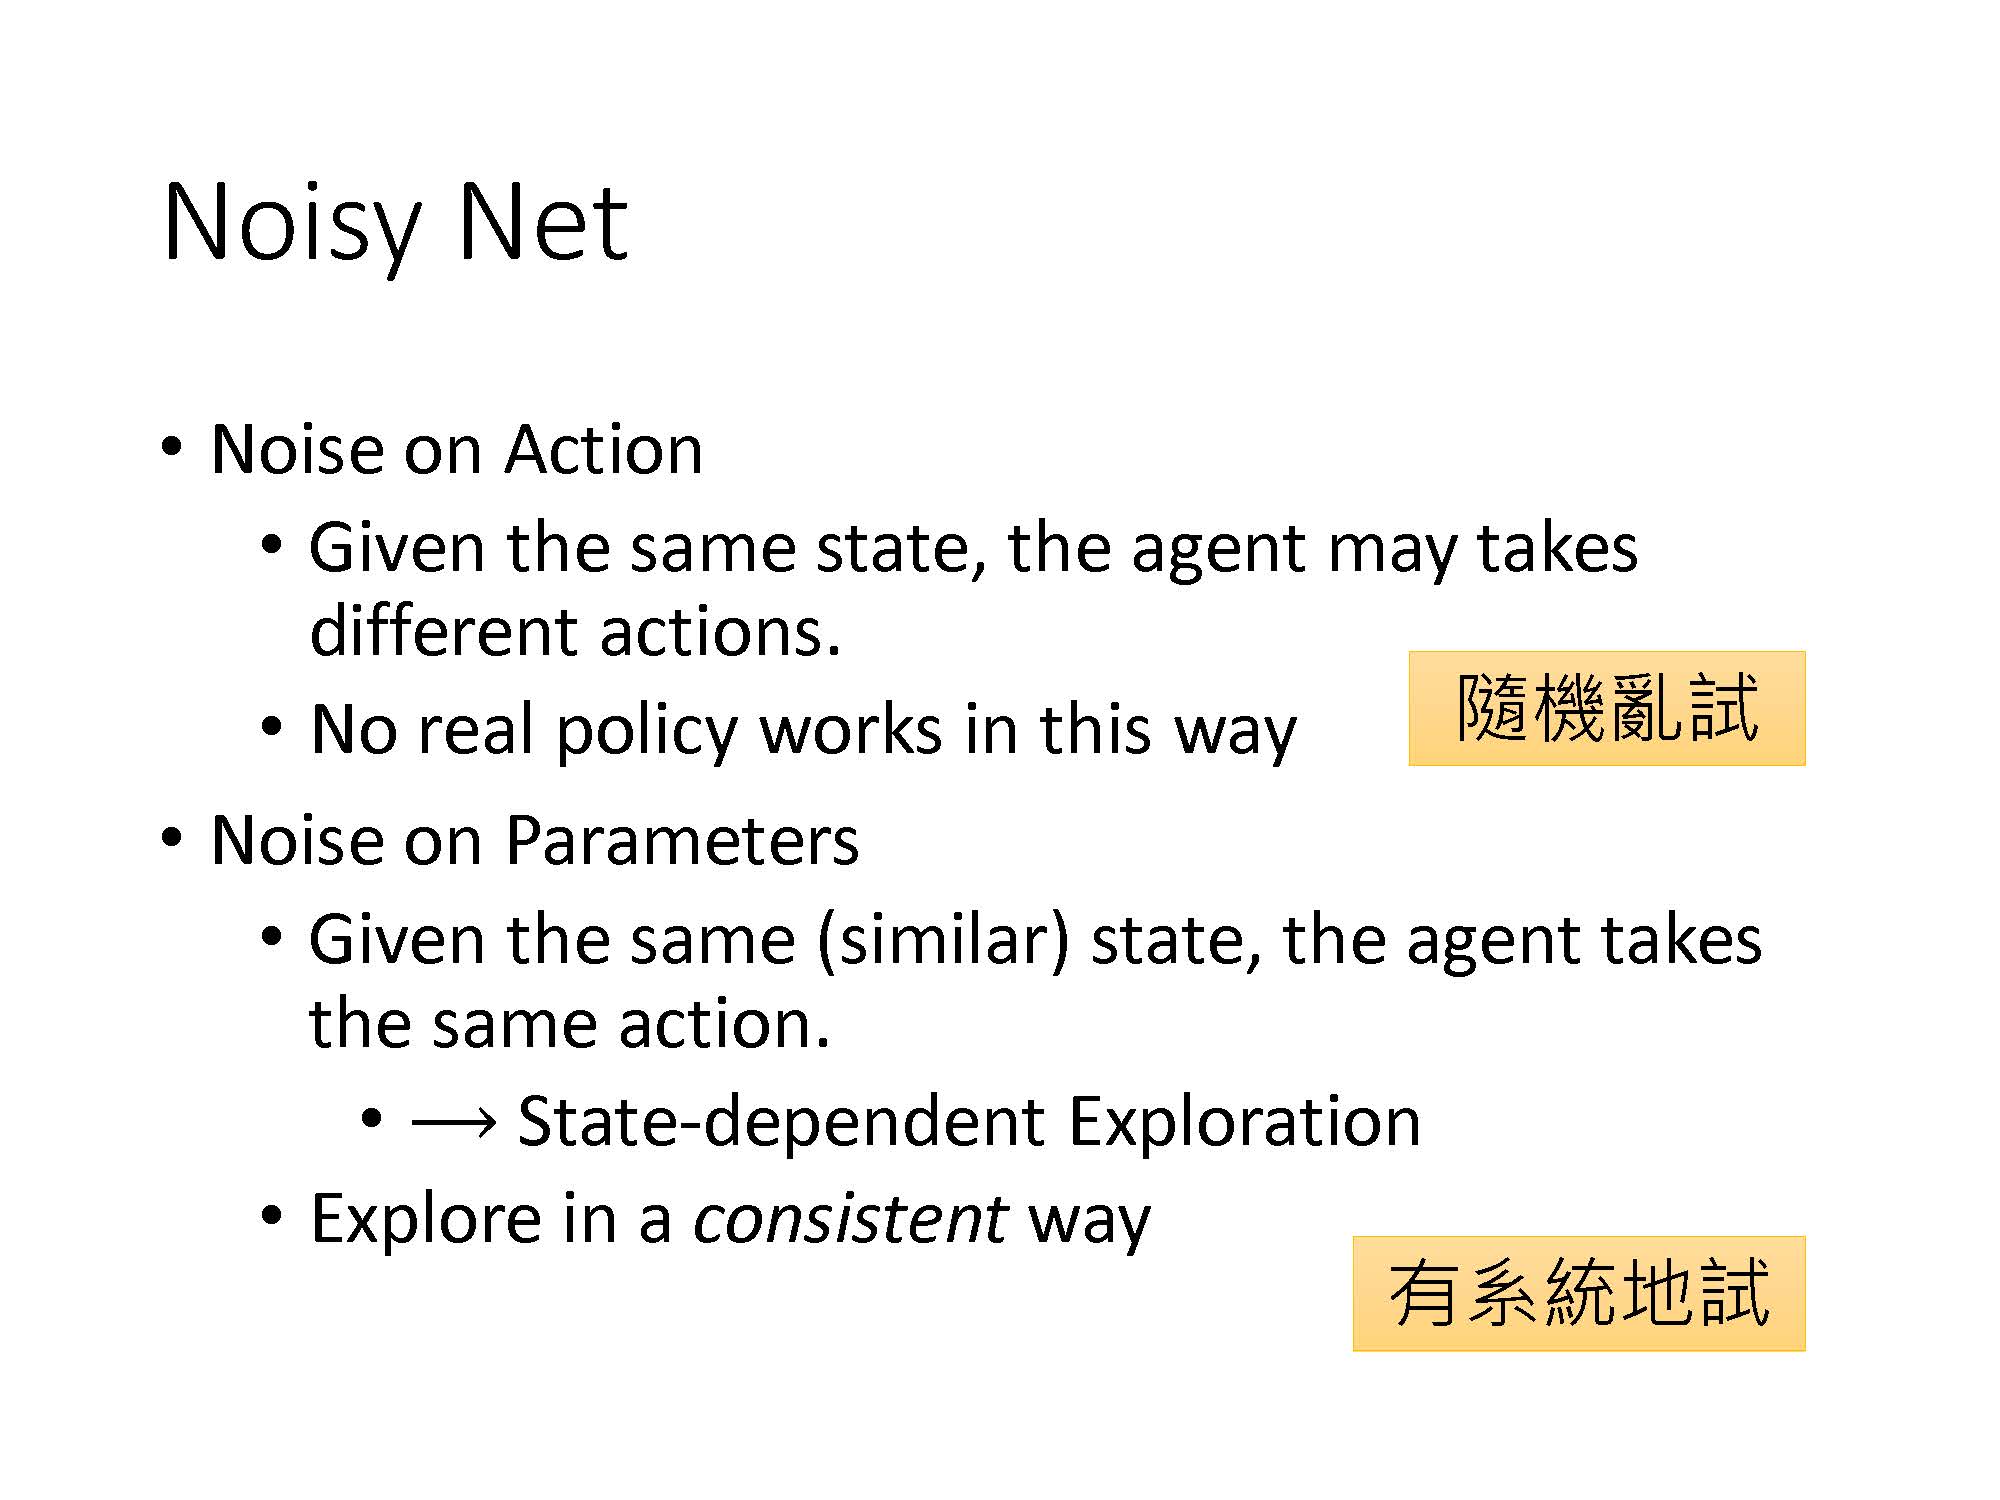 Noisy Net
• Noise on Action
• Given the same state, the agent may takes
different actions.
• No real policy works in this way
隨機亂試
• Noise on Parameters
• Given the same (similar) state, the agent takes
the same action.
• ⟶ State-dependent Exploration
• Explore in a consistent way
有系統地試